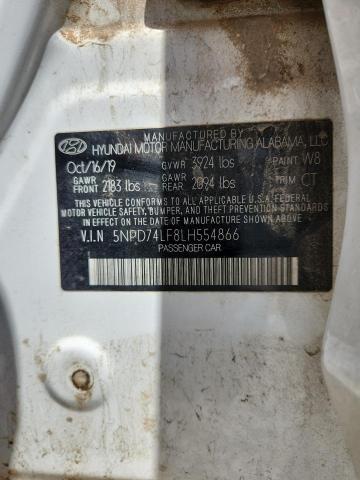 MANUFACTURED BY
HYUNDAI MOTOR MANUFACTURING ALABAMA, LLC
Oct/16/19 GVWR 3924 lbs PAINT W8
GAWR FRONT 2183 lbs GAWR REAR 2094 lbs TRIM CT
THIS VEHICLE CONFORMS TO ALL APPLICABLE U.S.A FEDERAL
MOTOR VEHICLE SAFETY, BUMPER, AND THEFT PREVENTION STANDARDS
IN EFFECT ON THE DATE OF MANUFACTURE SHOWN ABOVE.
V.I.N 5NPD74LF8LH554866
PASSENGER CAR